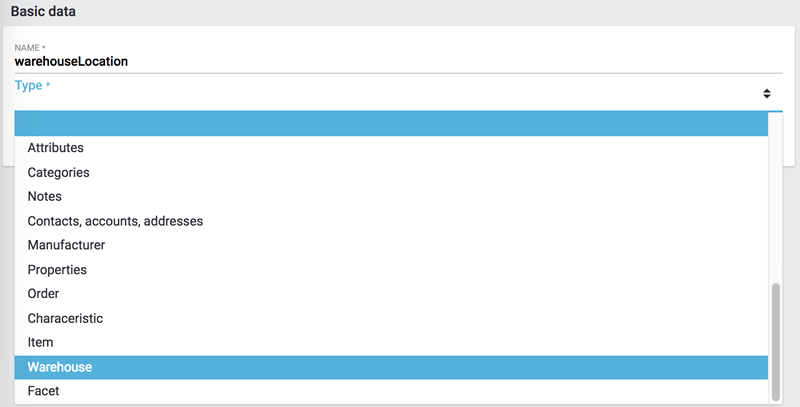 Basic data
NAME *
warehouseLocation
Type *
Attributes
Categories
Notes
Contacts, accounts, addresses
Manufacturer
Properties
Order
Characeristic
Item
Warehouse
Facet